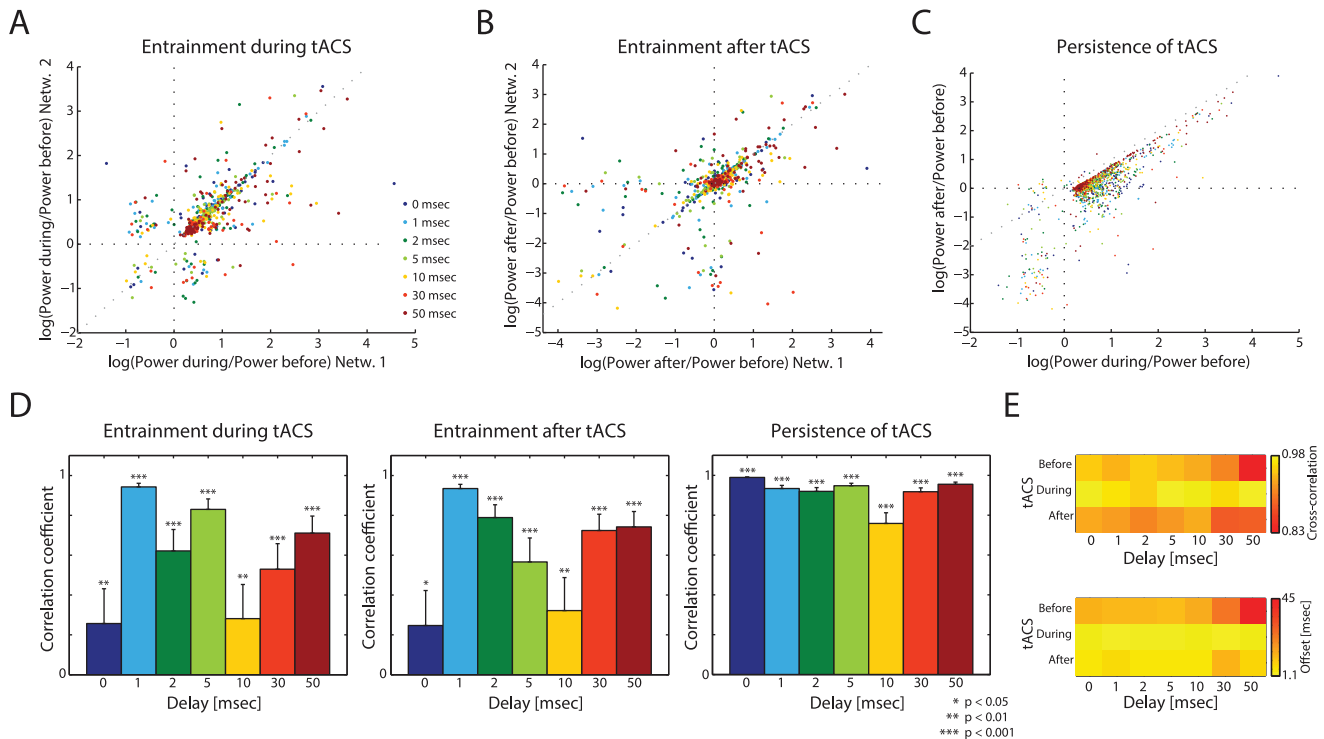 A
Entrainment during tACS
log(Power during/Power before) Netw. 2
4
3
2
1
0
−1
−2
−2 −1 0 1 2 3 4 5
log(Power during/Power before) Netw. 1
0 msec
1 msec
2 msec
5 msec
10 msec
30 msec
50 msec
B
Entrainment after tACS
log(Power after/Power before) Netw. 2
4
3
2
1
0
−1
−2
−3
−4
−5
−4 −3 −2 −1 0 1 2 3 4
log(Power after/Power before) Netw. 1
C
Persistence of tACS
log(Power after/Power before)
4
3
2
1
0
−1
−2
−3
−4
−5
−2 −1 0 1 2 3 4 5
log(Power during/Power before)
D
Entrainment during tACS
Correlation coefficient
1
0
** *** *** *** ** *** ***
0 1 2 5 10 30 50
Delay [msec]
Entrainment after tACS
Correlation coefficient
1
0
* *** *** *** ** *** ***
0 1 2 5 10 30 50
Delay [msec]
Persistence of tACS
Correlation coefficient
1
0
*** *** *** *** *** *** ***
0 1 2 5 10 30 50
Delay [msec]
* p < 0.05
** p < 0.01
*** p < 0.001
E
tACS
Before
During
After
0 1 2 5 10 30 50
Delay [msec]
0.98
0.83
Cross-correlation
tACS
Before
During
After
0 1 2 5 10 30 50
Delay [msec]
45
1.1
Offset [msec]